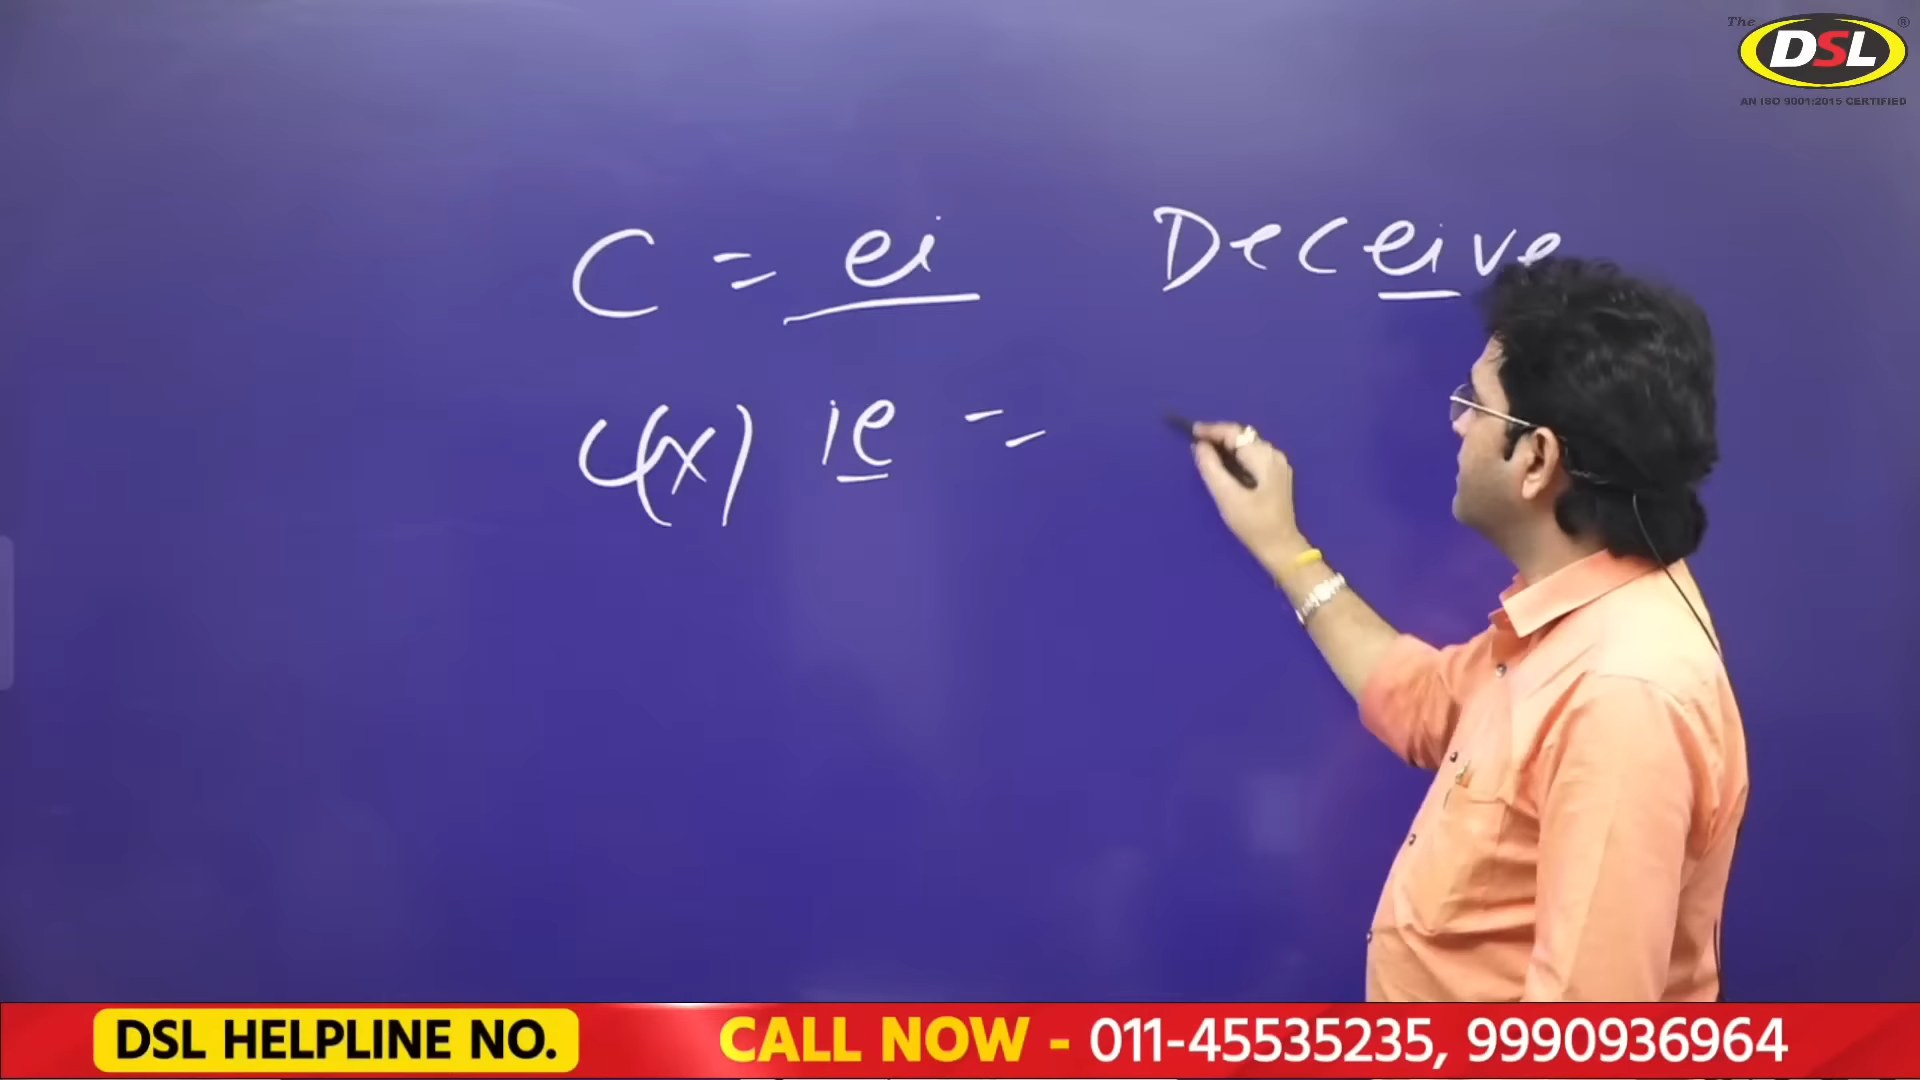 The DSL ®
AN ISO 9001:2015 CERTIFIED
C = ei Deceive
C(x) ie =
DSL HELPLINE NO. CALL NOW - 011-45535235, 9990936964